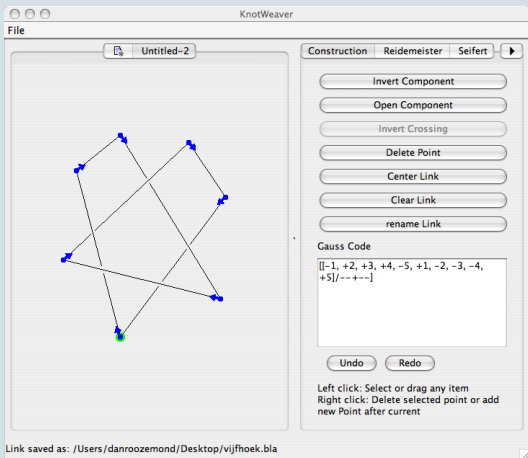 KnotWeaver
File
Untitled-2
Construction Reidemeister Seifert
Invert Component
Open Component
Invert Crossing
Delete Point
Center Link
Clear Link
rename Link
Gauss Code
[[-1, +2, +3, +4, -5, +1, -2, -3, -4,
+5]/--+--]
Undo Redo
Left click: Select or drag any item
Right click: Delete selected point or add
new Point after current
Link saved as: /Users/danroozemond/Desktop/vijfhoek.bla